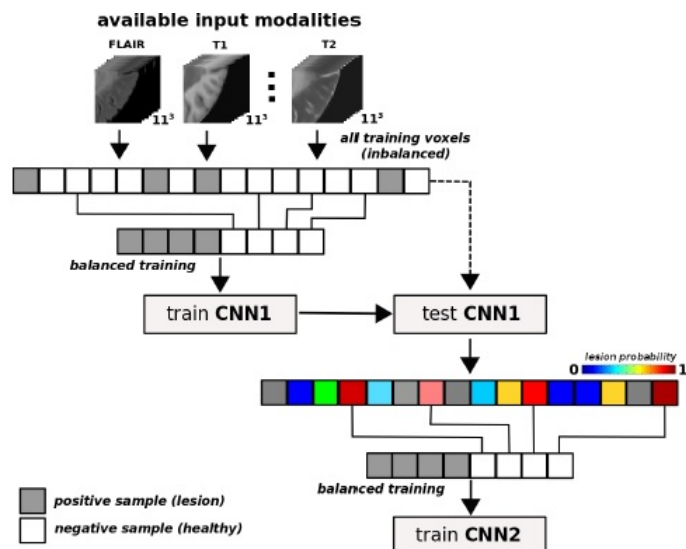 available input modalities
FLAIR T1 T2
11³ 11³ 11³
all training voxels
(inbalanced)
balanced training
train CNN1 test CNN1
lesion probability
0 1
balanced training
positive sample (lesion)
negative sample (healthy)
train CNN2